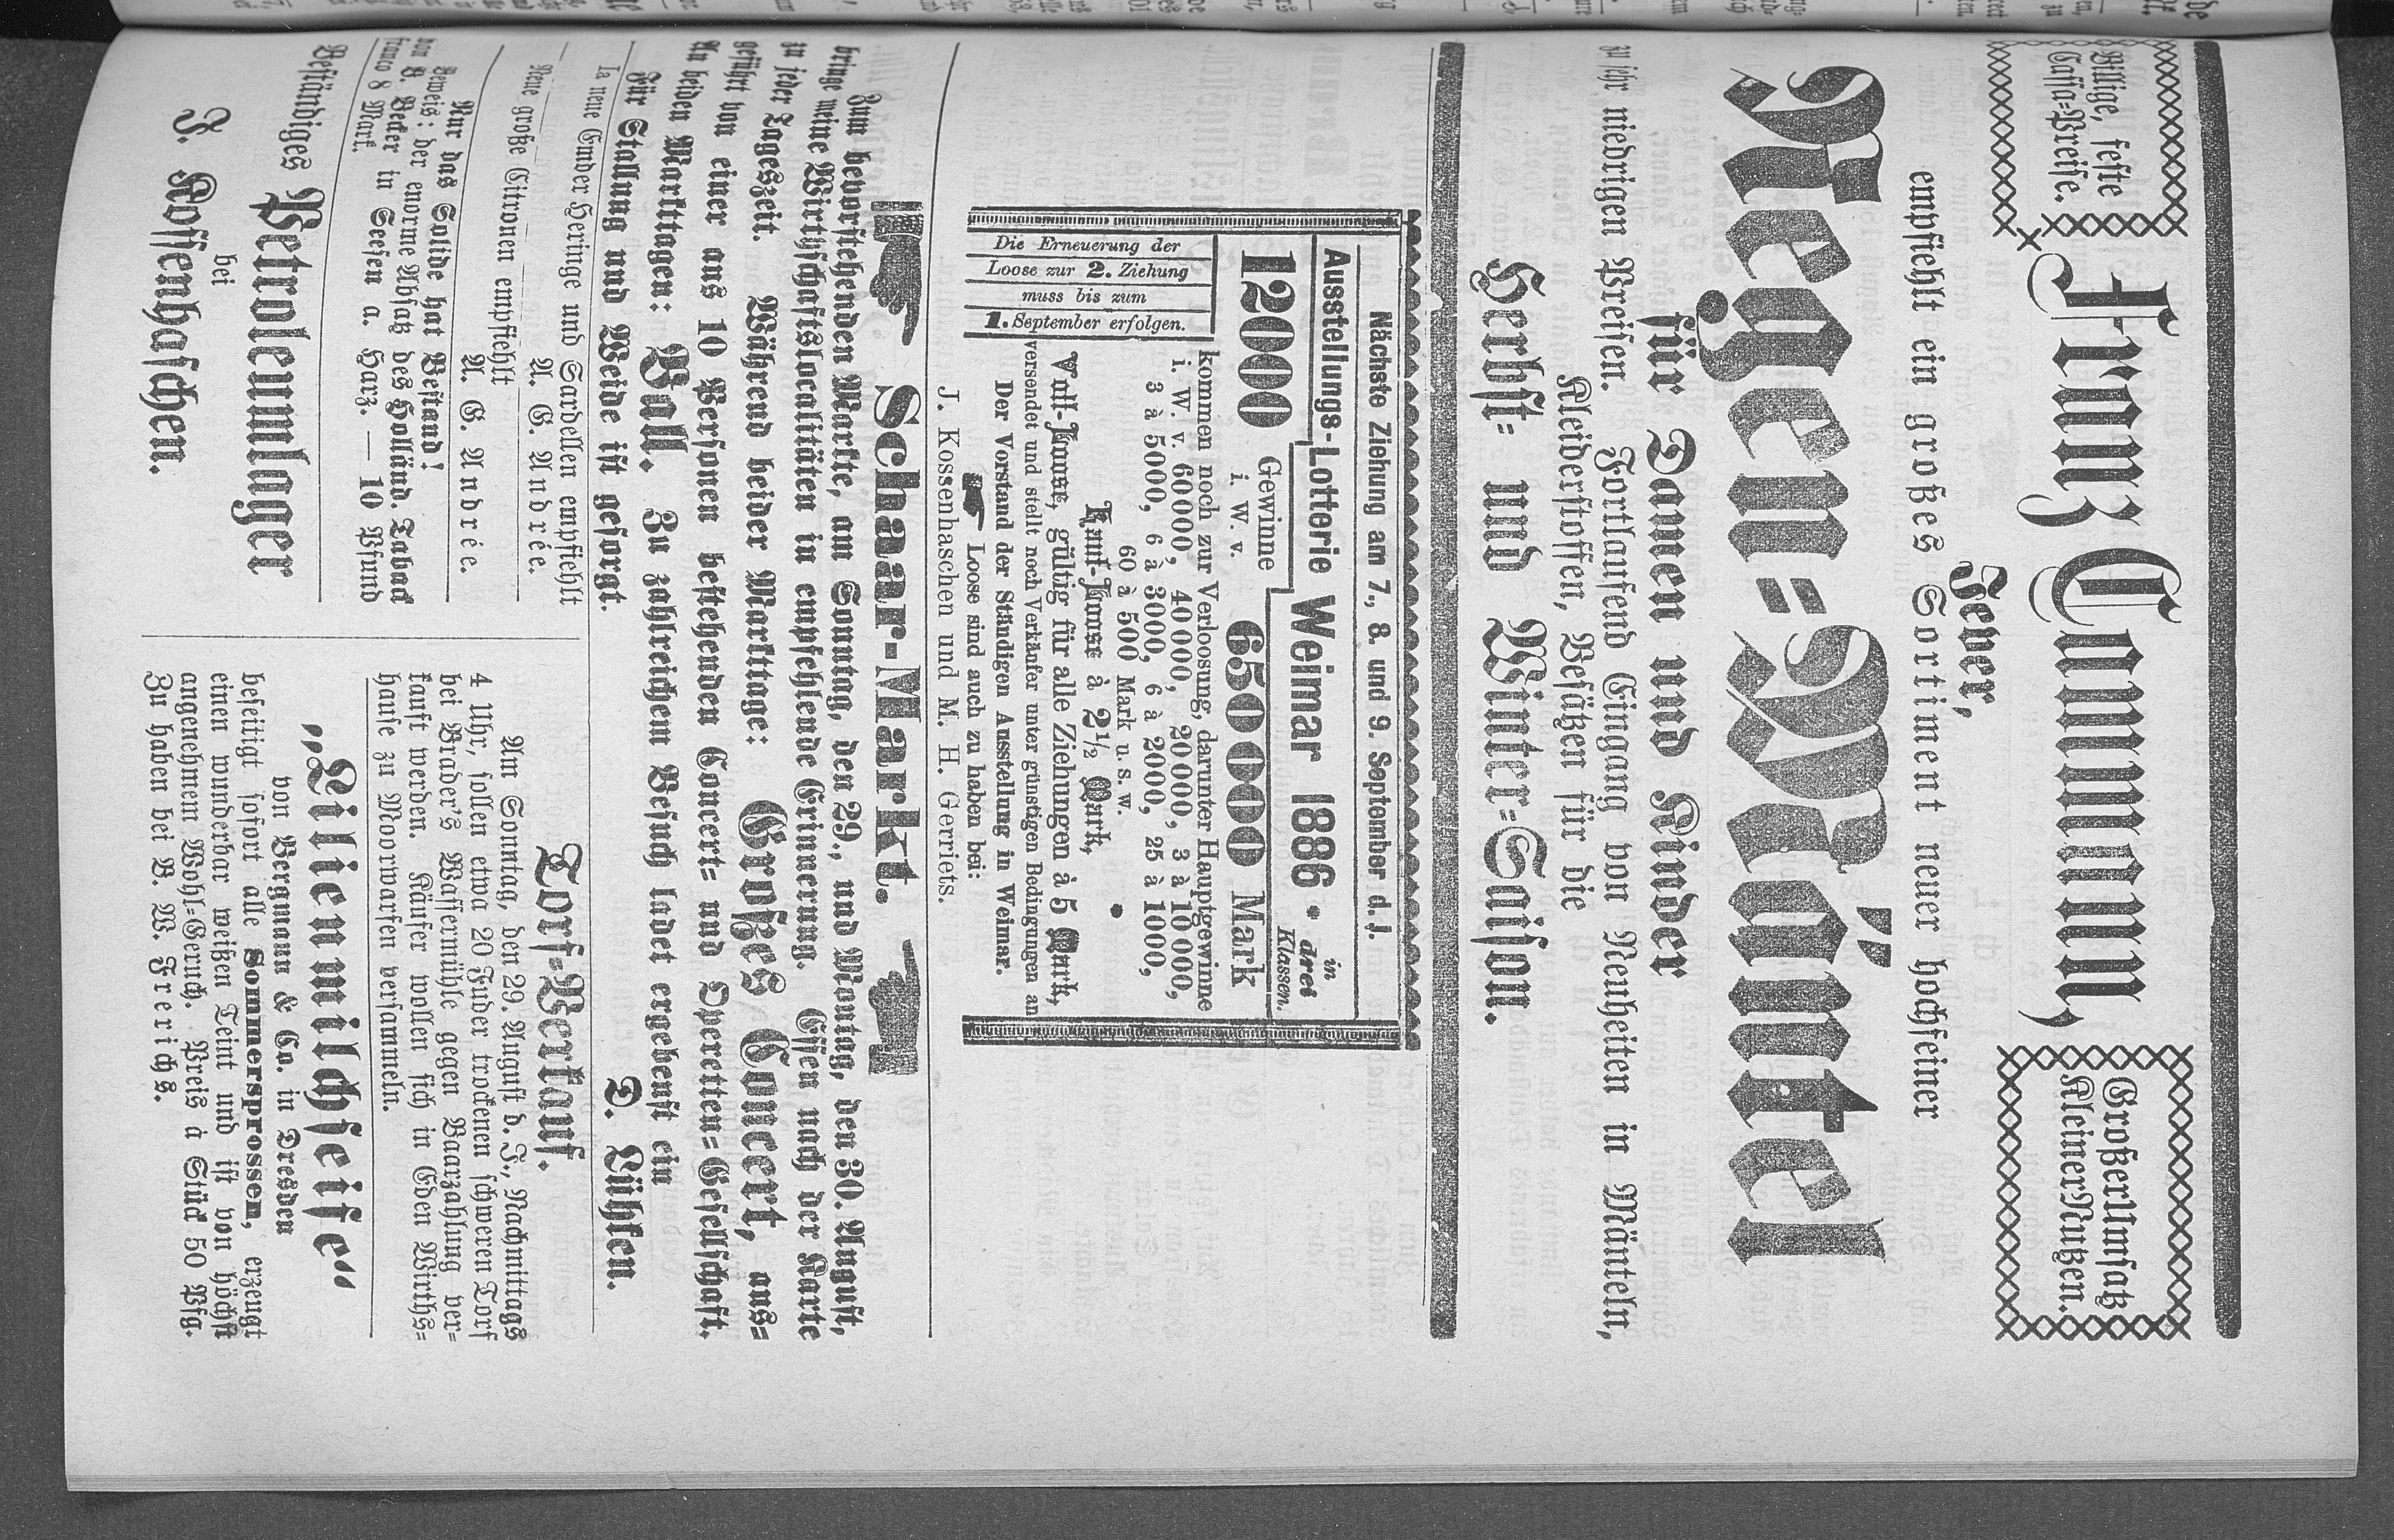 Billige, feste
Cassa=Preise.
Franz Tammann,
Großer Umsatz
Kleiner Nutzen.
Jever,
empfiehlt ein großes Sortiment neuer hochfeiner
Regen=Mäntel
für Damen und Kinder
zu sehr niedrigen Preisen. Fortlaufend Eingang von Neuheiten in Mänteln,
Kleiderstoffen, Besätzen für die
Herbst= und Winter=Saison.
Nächste Ziehung am 7., 8. und 9. September d. J.
Ausstellungs-Lotterie Weimar 1886 • in drei Klassen.
12000 Gewinne i. W. v. 650000 Mark
kommen noch zur Verloosung, darunter Hauptgewinne
i. W. v. 60000, 40000, 20000, 3 à 10000,
3 à 5000, 6 à 3000, 6 à 2000, 25 à 1000,
60 à 500 Mark u. s. w.
Kauf-Loose à 2½ Mark,
Voll-Loose, gültig für alle Ziehungen à 5 Mark,
versendet und stellt noch Verkäufer unter günstigen Bedingungen an
Der Vorstand der Ständigen Ausstellung in Weimar.
Die Erneuerung der
Loose zur 2. Ziehung
muss bis zum
1. September erfolgen.
Loose sind auch zu haben bei:
J. Kossenhaschen und M. H. Gerriets.
Schaar-Markt.
Zum bevorstehenden Markte, am Sonntag, den 29., und Montag, den 30. August,
bringe meine Wirthschaftslocalitäten in empfehlende Erinnerung. Essen nach der Karte
zu jeder Tageszeit. Während beider Markttage: Großes Concert, aus=
geführt von einer aus 10 Personen bestehenden Concert= und Operetten=Gesellschaft.
An beiden Markttagen: Ball. Zu zahlreichem Besuch ladet ergebenst ein
Für Stallung und Weide ist gesorgt. D. Lühsen.
Ia neue Emder Heringe und Sardellen empfiehlt
A. G. Andrée.
Neue große Citronen empfiehlt
A. G. Andrée.
Nur das Solide hat Bestand!
Beweis: der enorme Absatz des Holländ. Taback
von B. Becker in Seesen a. Harz. — 10 Pfund
franco 8 Mark.
Beständiges Petroleumlager
bei
J. Kossenhaschen.
Torf=Verkauf.
Am Sonntag, den 29. August d. J., Nachmittags
4 Uhr, sollen etwa 20 Fuder trockenen schweren Torf
bei Brader's Wassermühle gegen Baarzahlung ver=
kauft werden. Käufer wollen sich in Eden Wirths=
hause zu Moorwarfen versammeln.
„Lilienmilchseife“
von Bergmann & Co. in Dresden
beseitigt sofort alle Sommersprossen, erzeugt
einen wunderbar weißen Teint und ist von höchst
angenehmem Wohl=Geruch. Preis à Stück 50 Pfg.
Zu haben bei B. W. Frerichs.